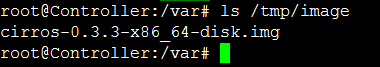 root@Controller:/var# ls /tmp/image
cirros-0.3.3-x86_64-disk.img
root@Controller:/var#